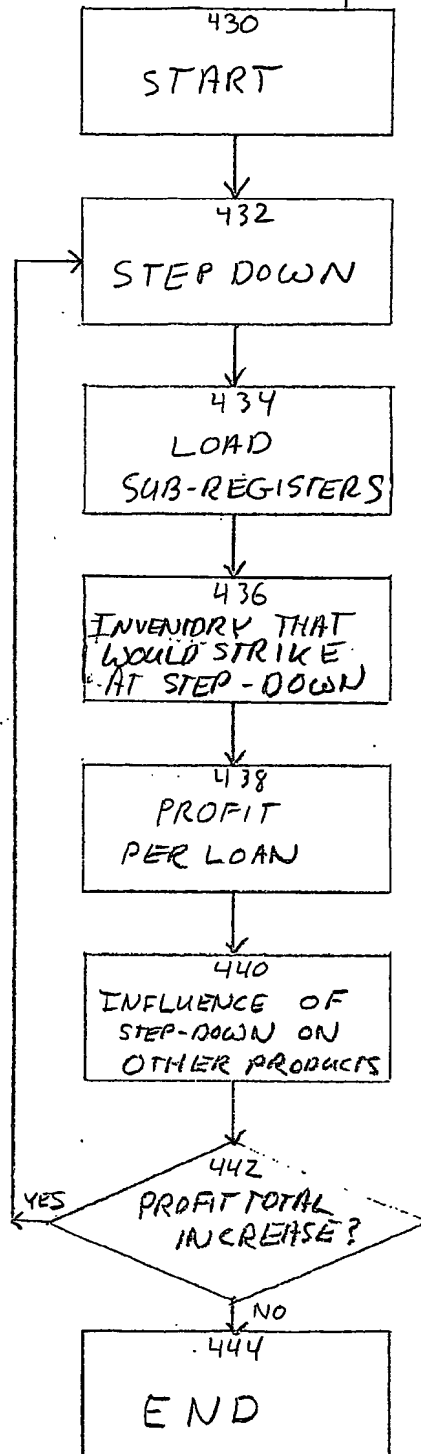 430
START
432
STEP DOWN
434
LOAD
SUB-REGISTERS
436
INVENTORY THAT
WOULD STRIKE
AT STEP-DOWN
438
PROFIT
PER LOAN
440
INFLUENCE OF
STEP-DOWN ON
OTHER PRODUCTS
442
YES
PROFIT TOTAL
INCREASE?
NO
444
END